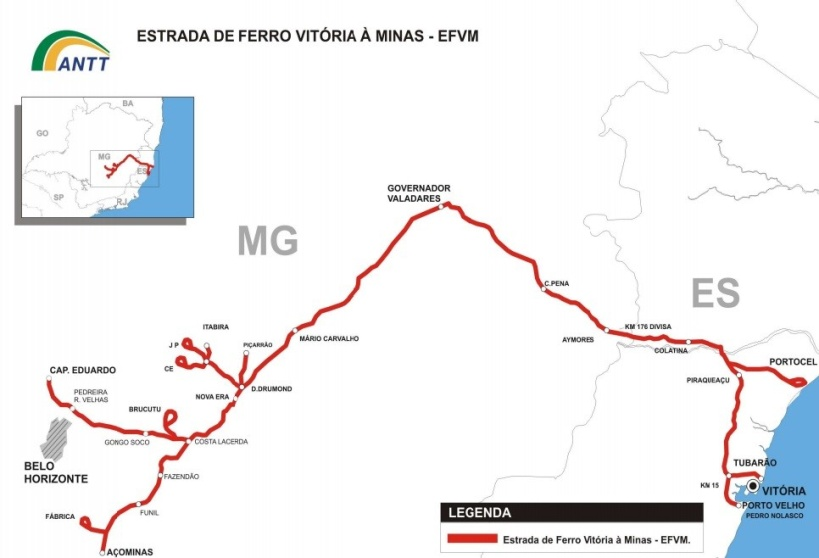 ESTRADA DE FERRO VITÓRIA À MINAS - EFVM
ANTT
BA
GO
MG
ES
SP
RJ
GOVERNADOR
VALADARES
MG
C.PENA
ES
ITABIRA
J P
PIÇARRÃO
MÁRIO CARVALHO
AYMORES
KM 176 DIVISA
COLATINA
CE
PORTOCEL
CAP. EDUARDO
D.DRUMOND
PIRAQUEAÇU
PEDREIRA
R. VELHAS
NOVA ERA
BRUCUTU
GONGO SOCO
COSTA LACERDA
BELO
HORIZONTE
TUBARÃO
FAZENDÃO
KN 15
VITÓRIA
PORTO VELHO
PEDRO NOLASCO
FUNIL
FÁBRICA
AÇOMINAS
LEGENDA
Estrada de Ferro Vitória à Minas - EFVM.